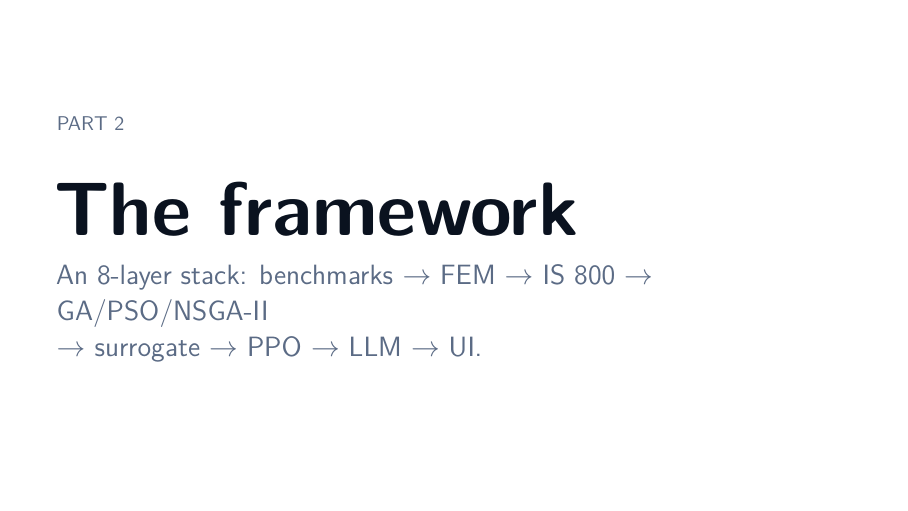 PART 2
The framework
An 8-layer stack: benchmarks → FEM → IS 800 →
GA/PSO/NSGA-II
→ surrogate → PPO → LLM → UI.